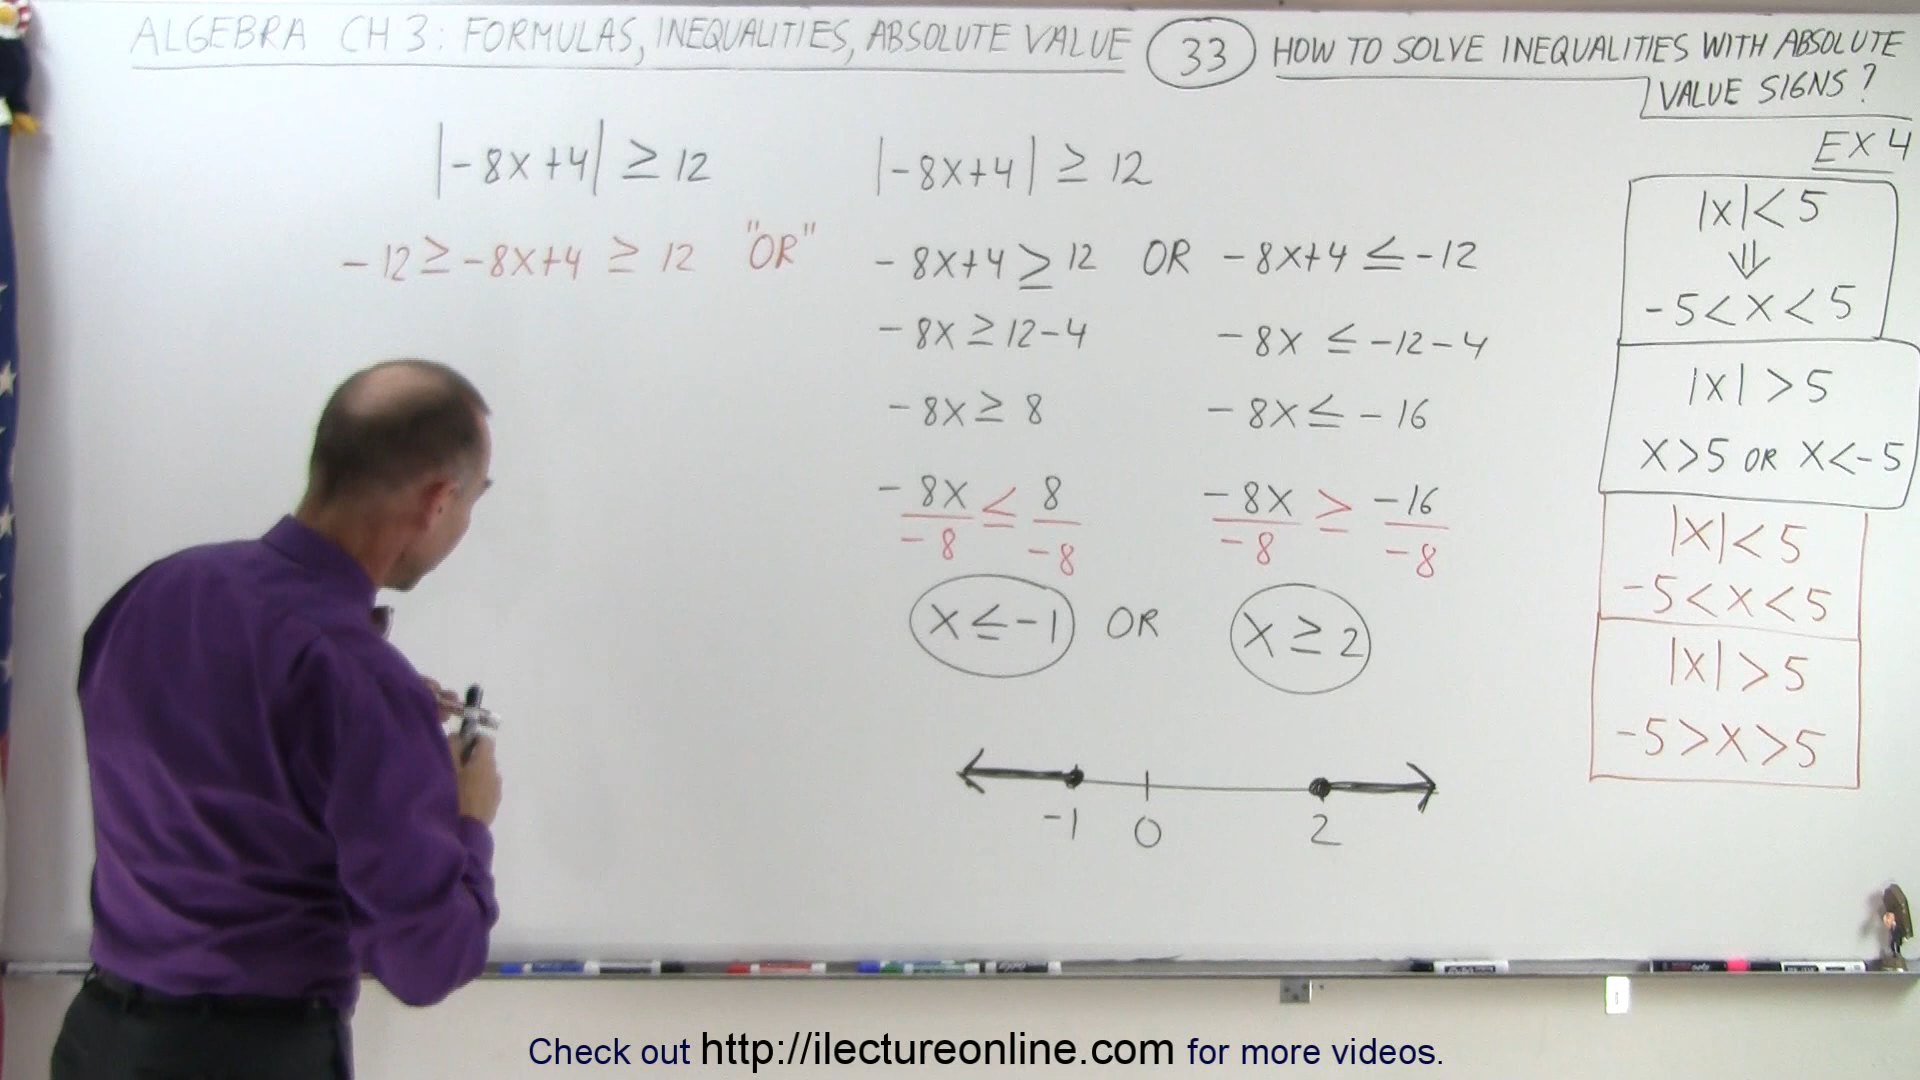 ALGEBRA CH 3: FORMULAS, INEQUALITIES, ABSOLUTE VALUE 33 HOW TO SOLVE INEQUALITIES WITH ABSOLUTE
VALUE SIGNS?
EX 4
|-8x+4| ≥ 12
-12 ≥ -8x+4 ≥ 12 "OR"
|-8x+4| ≥ 12
-8x+4 ≥ 12 OR -8x+4 ≤ -12
-8x ≥ 12-4 -8x ≤ -12-4
-8x ≥ 8 -8x ≤ -16
-8x ≤ 8 -8x ≥ -16
-8 -8 -8 -8
x ≤ -1 OR x ≥ 2
-1 0 2
|x| < 5
⇓
-5 < x < 5
|x| > 5
x > 5 OR x < -5
|x| < 5
-5 < x < 5
|x| > 5
-5 > x > 5
Check out http://ilectureonline.com for more videos.